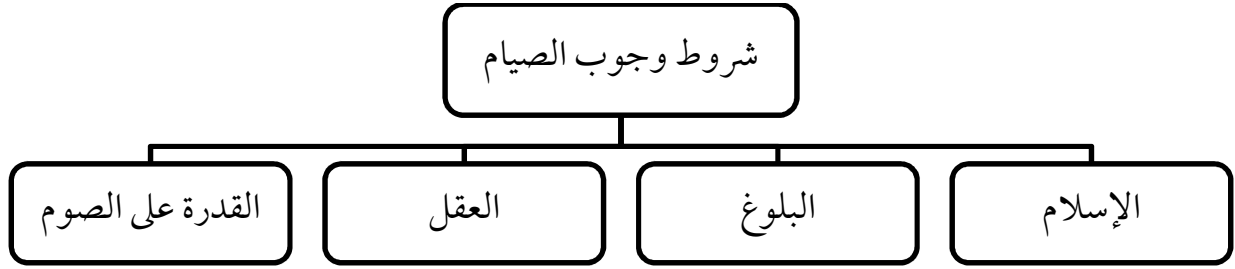 شروط وجوب الصيام
الإسلام
البلوغ
العقل
القدرة على الصوم